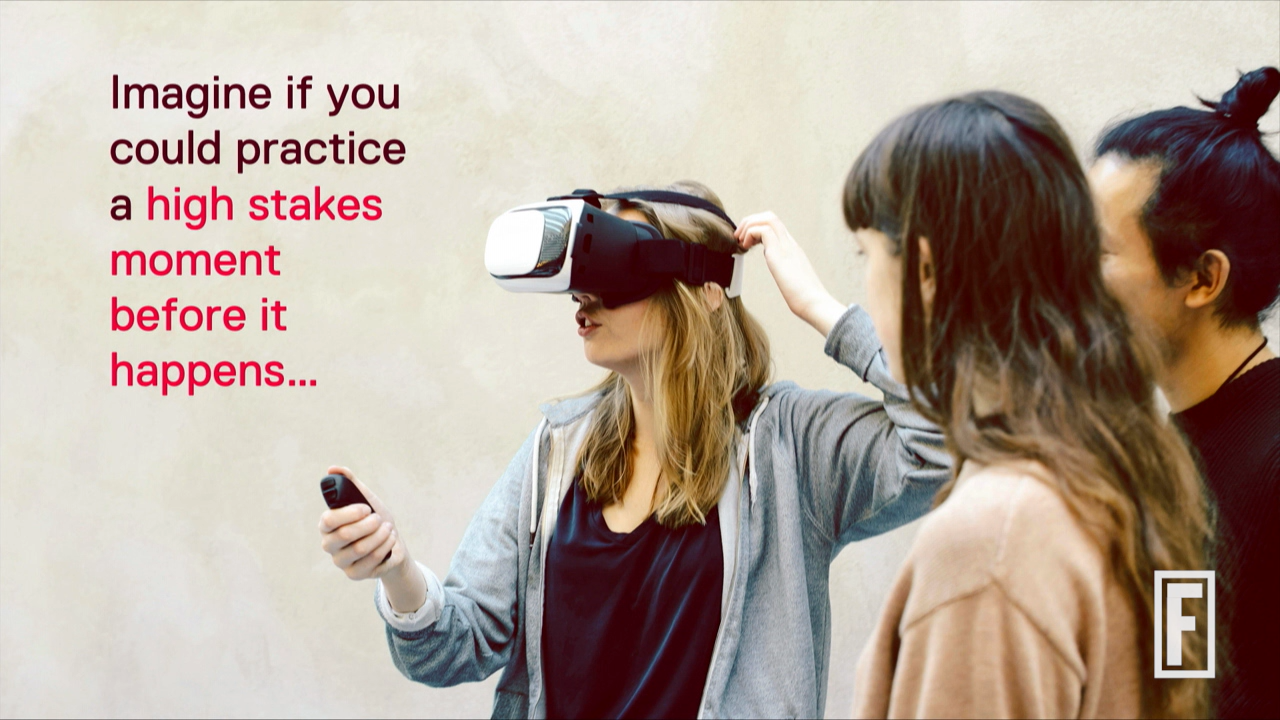 Imagine if you
could practice
a high stakes
moment
before it
happens...
F